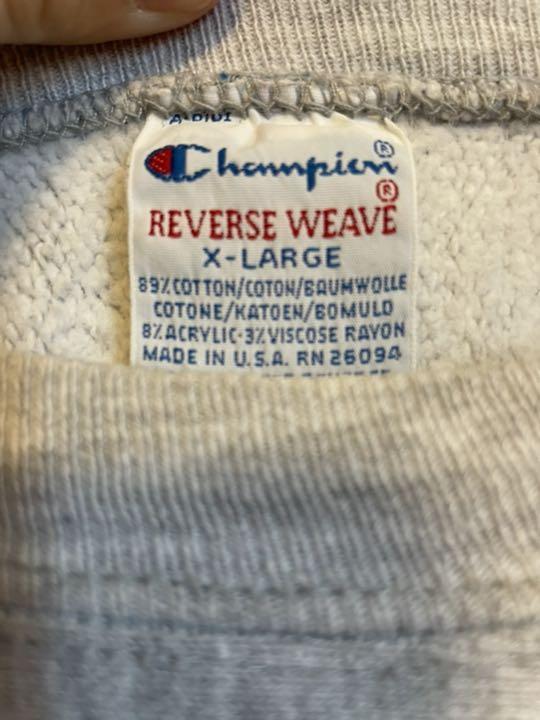 Champion®
REVERSE WEAVE®
X-LARGE
89% COTTON/COTON/BAUMWOLLE
COTONE/KATOEN/BOMULD
8% ACRYLIC·3% VISCOSE RAYON
MADE IN U.S.A. RN 26094